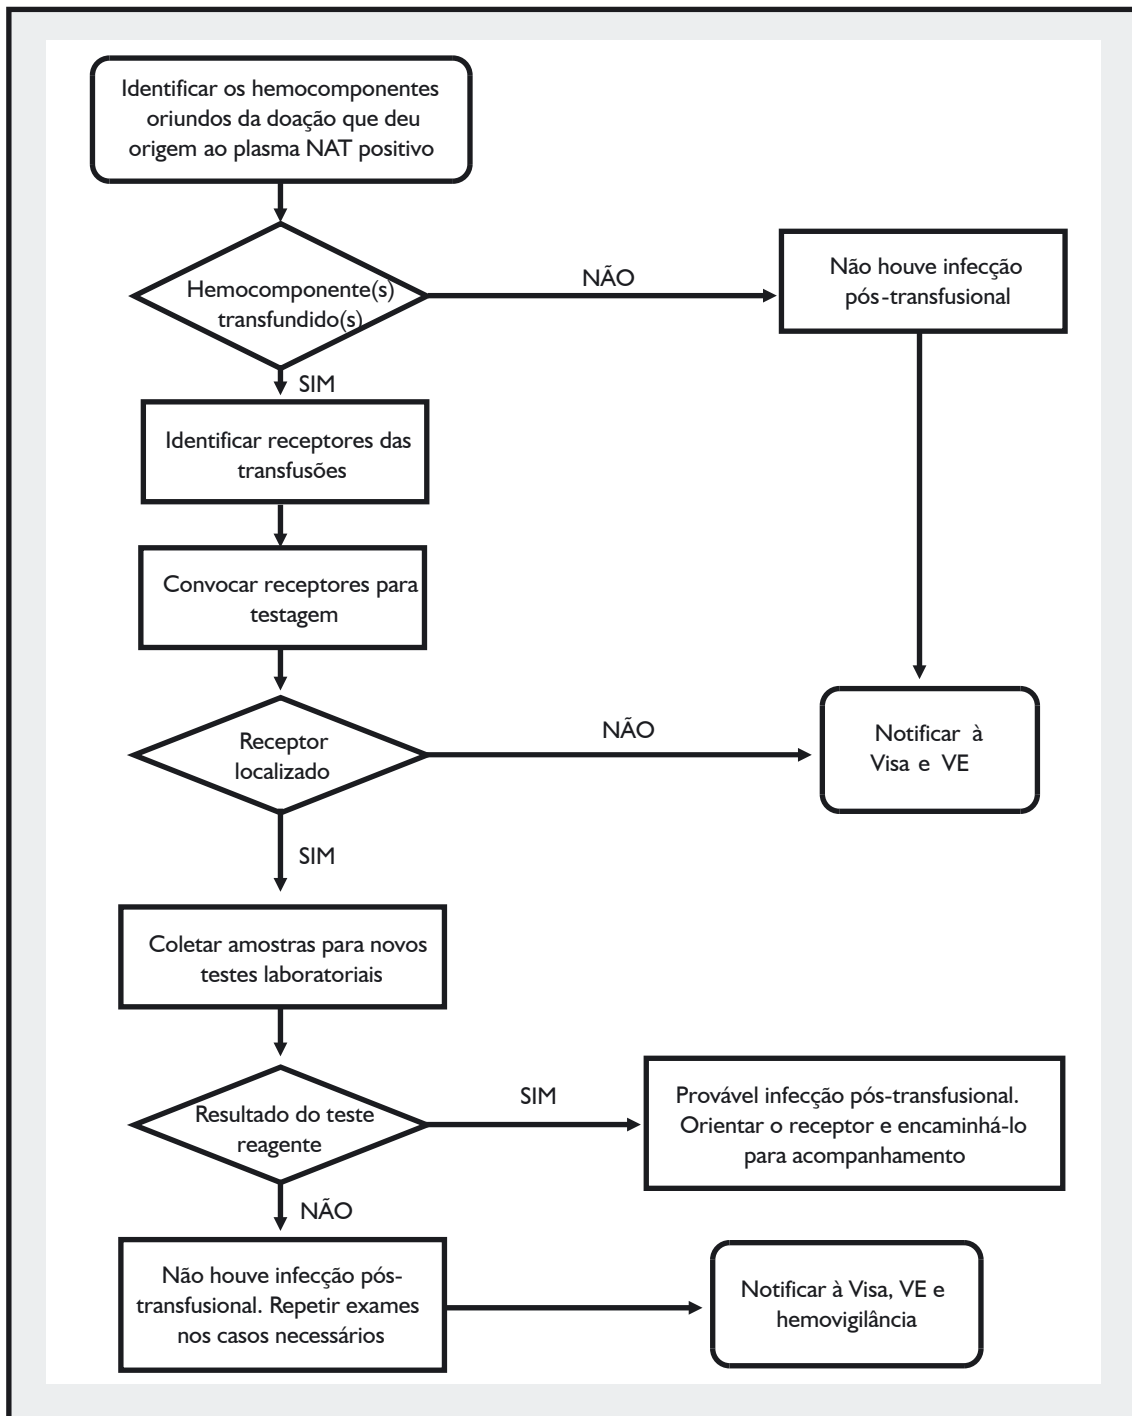 Identificar os hemocomponentes
oriundos da doação que deu
origem ao plasma NAT positivo
Hemocomponente(s)
transfundido(s)
NÃO
Não houve infecção
pós-transfusional
SIM
Identificar receptores das
transfusões
Convocar receptores para
testagem
Receptor
localizado
NÃO
Notificar à
Visa e VE
SIM
Coletar amostras para novos
testes laboratoriais
Resultado do teste
reagente
SIM
Provável infecção pós-transfusional.
Orientar o receptor e encaminhá-lo
para acompanhamento
NÃO
Não houve infecção pós-
transfusional. Repetir exames
nos casos necessários
Notificar à Visa, VE e
hemovigilância